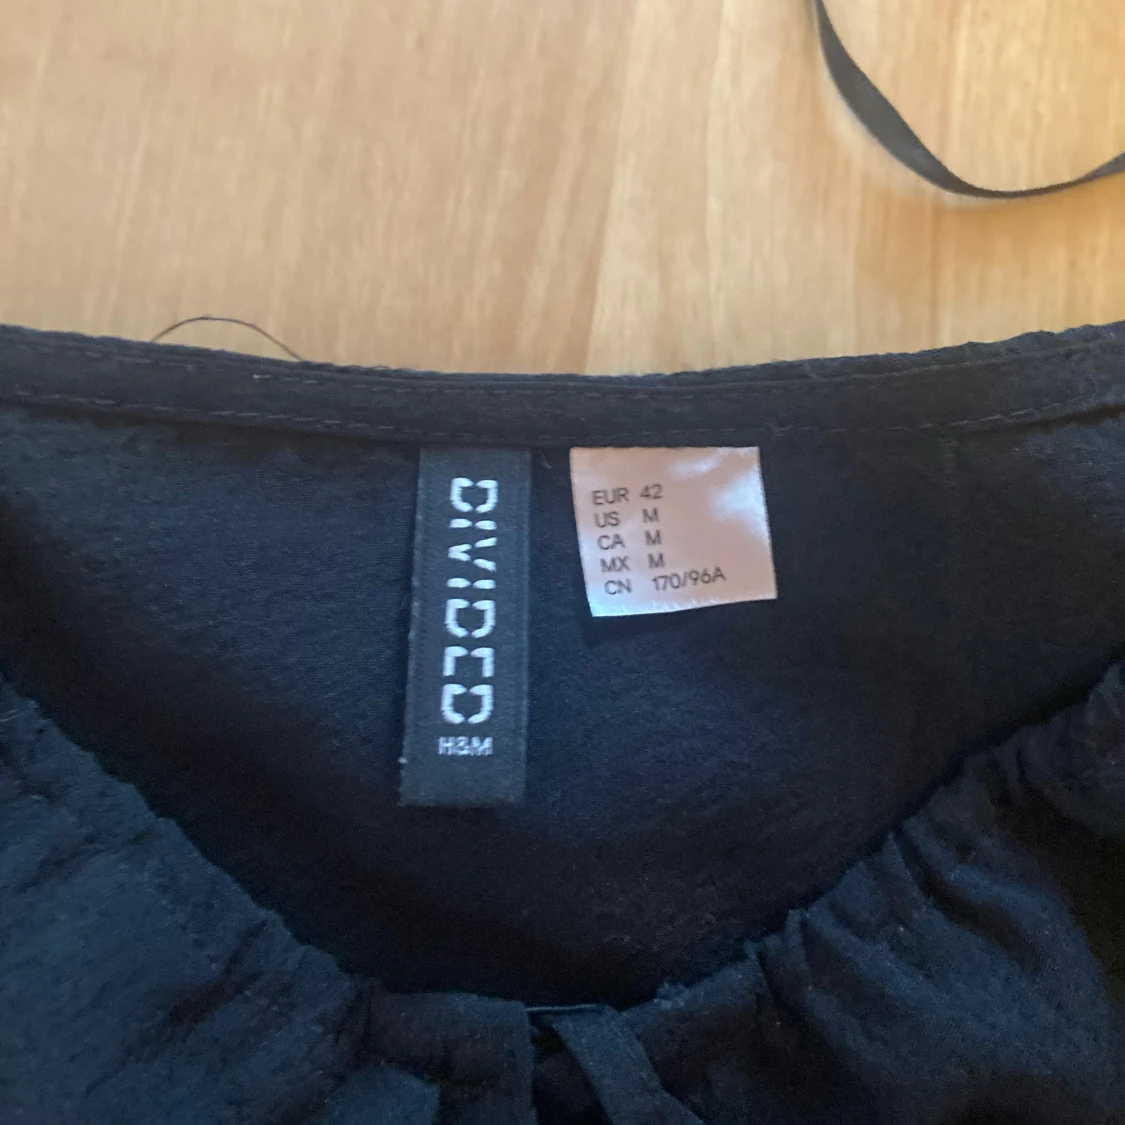 DIVIDED
H&M
EUR 42
US M
CA M
MX M
CN 170/96A